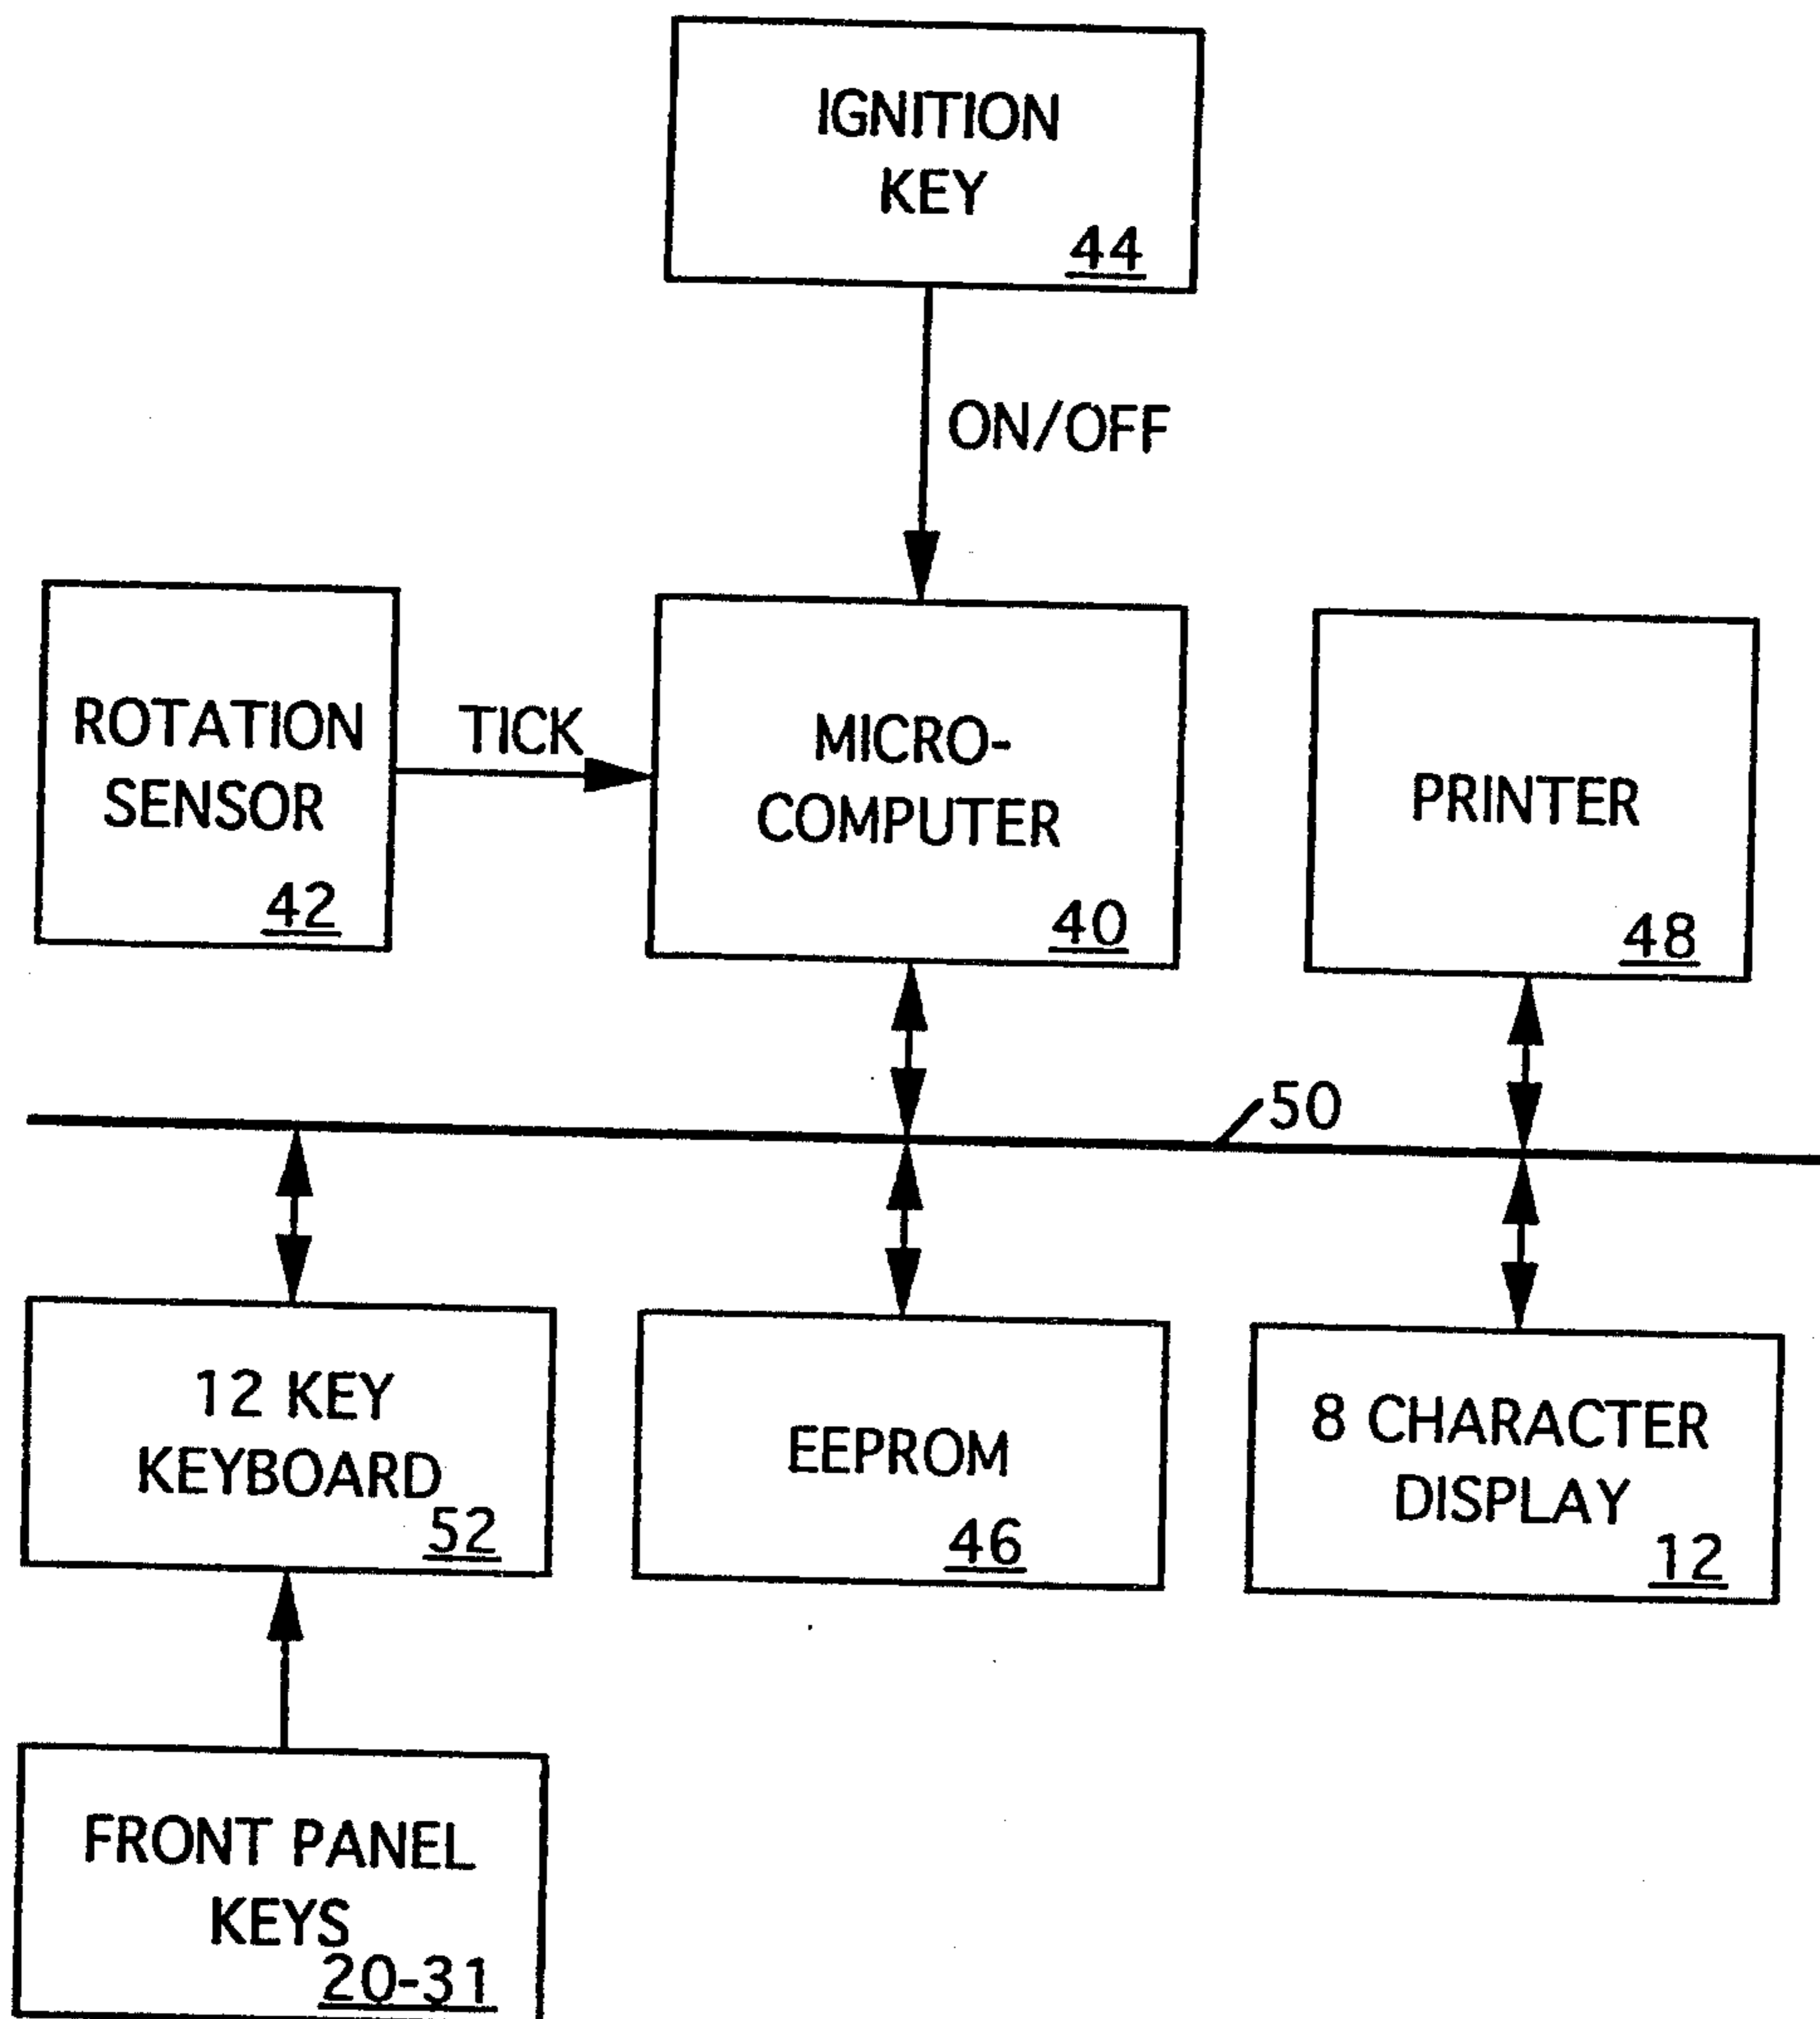 IGNITION
KEY
44
ON/OFF
ROTATION
SENSOR
42
TICK
MICRO-
COMPUTER
40
PRINTER
48
50
12 KEY
KEYBOARD
52
EEPROM
46
8 CHARACTER
DISPLAY
12
FRONT PANEL
KEYS
20-31